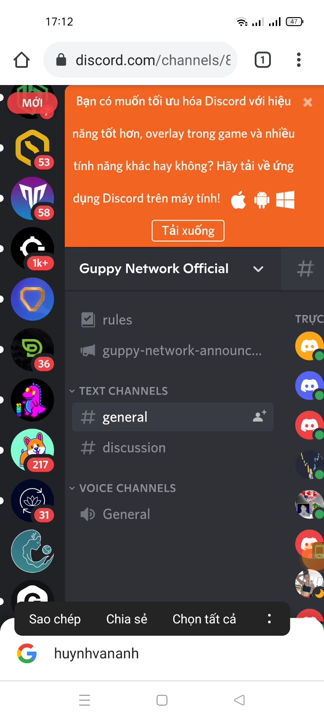 17:12
47
discord.com/channels/8
1
MỚI
Bạn có muốn tối ưu hóa Discord với hiệu
năng tốt hơn, overlay trong game và nhiều
tính năng khác hay không? Hãy tải về ứng
dụng Discord trên máy tính!
Tải xuống
53
58
1k+
36
217
31
Guppy Network Official
rules
guppy-network-announc...
TEXT CHANNELS
general
discussion
VOICE CHANNELS
General
TRỰC
Sao chép Chia sẻ Chọn tất cả
huynhvananh